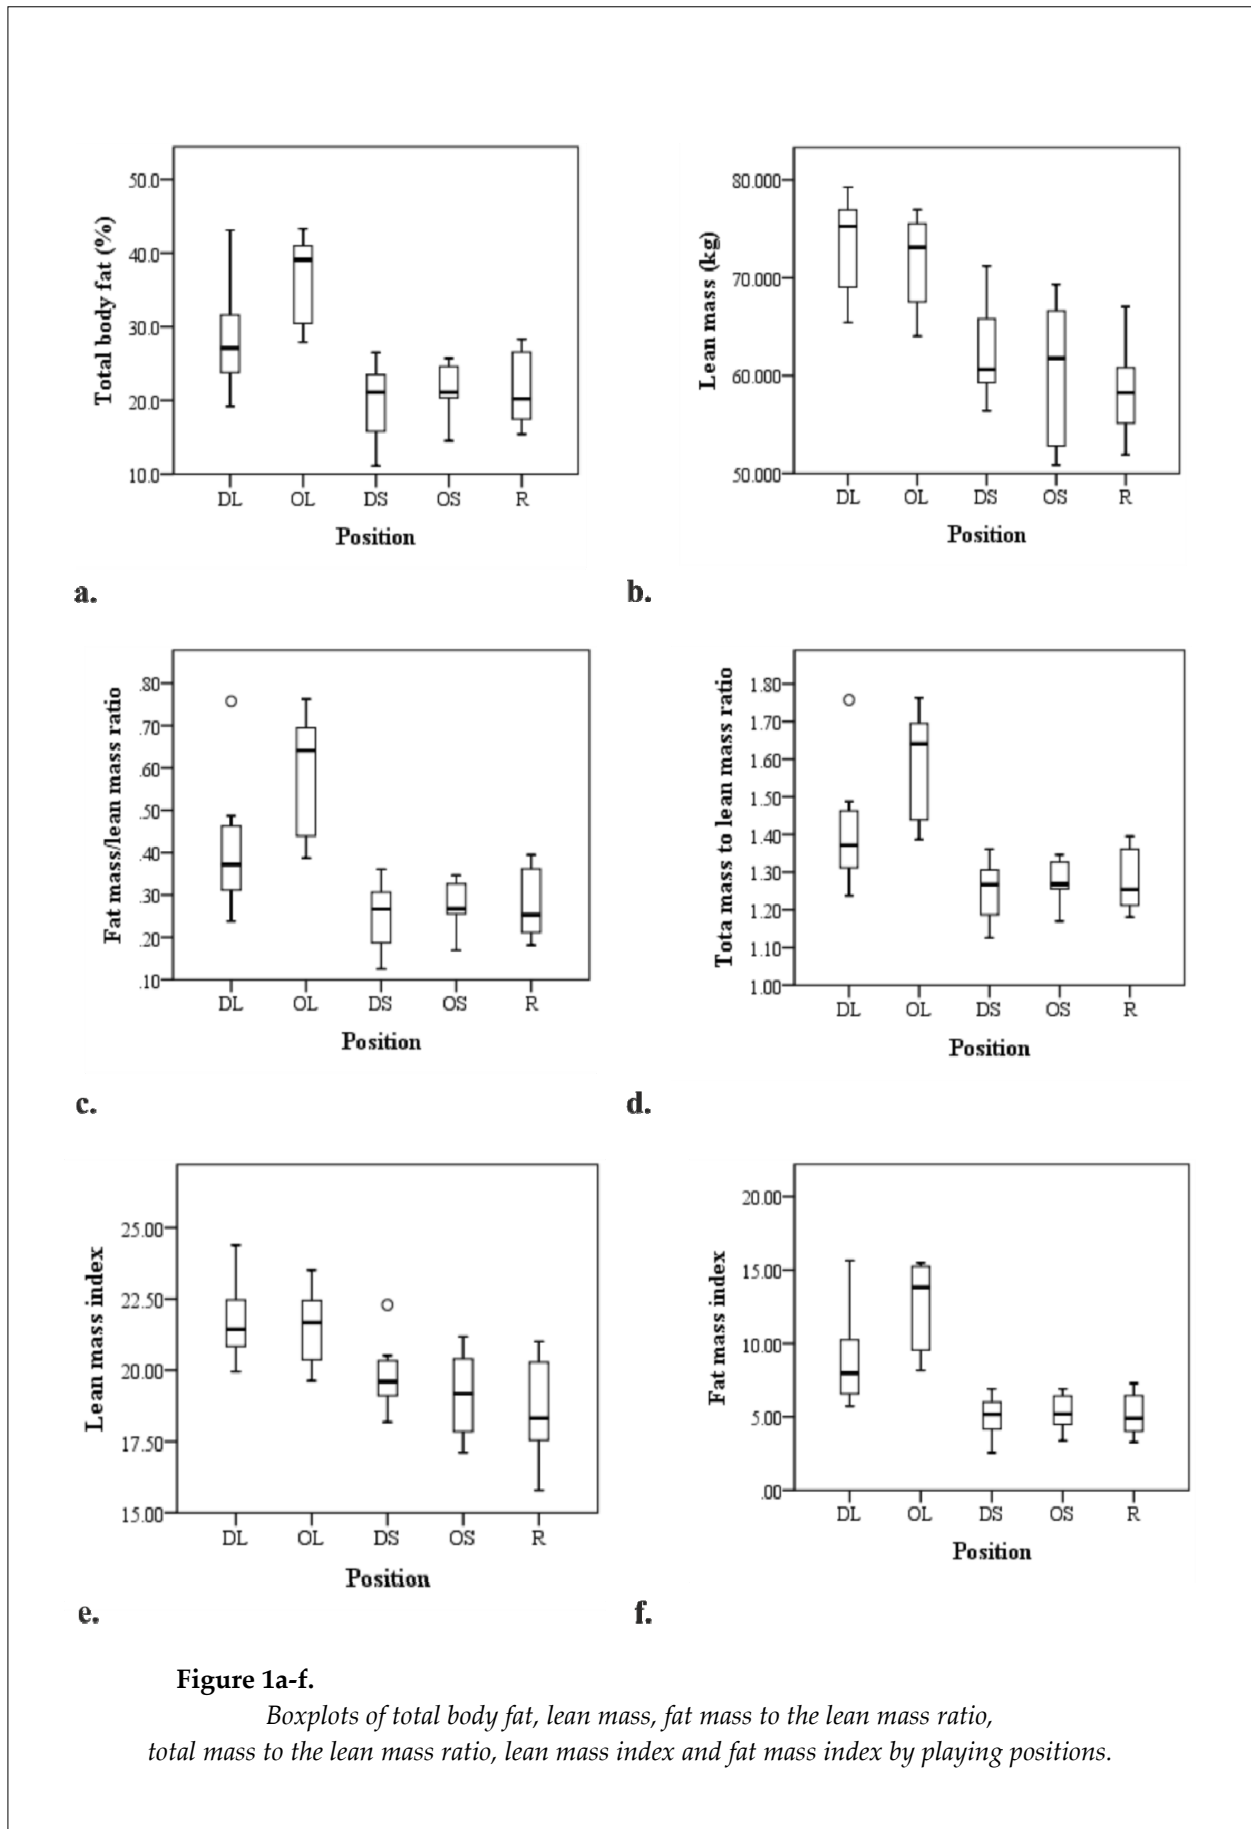 50.0
40.0
30.0
20.0
10.0
Total body fat (%)
DL OL DS OS R
Position
a.
80.000
70.000
60.000
50.000
Lean mass (kg)
DL OL DS OS R
Position
b.
.80
.70
.60
.50
.40
.30
.20
.10
Fat mass/lean mass ratio
DL OL DS OS R
Position
c.
1.80
1.70
1.60
1.50
1.40
1.30
1.20
1.10
1.00
Tota mass to lean mass ratio
DL OL DS OS R
Position
d.
25.00
22.50
20.00
17.50
15.00
Lean mass index
DL OL DS OS R
Position
e.
20.00
15.00
10.00
5.00
.00
Fat mass index
DL OL DS OS R
Position
f.
Figure 1a-f.
Boxplots of total body fat, lean mass, fat mass to the lean mass ratio,
total mass to the lean mass ratio, lean mass index and fat mass index by playing positions.